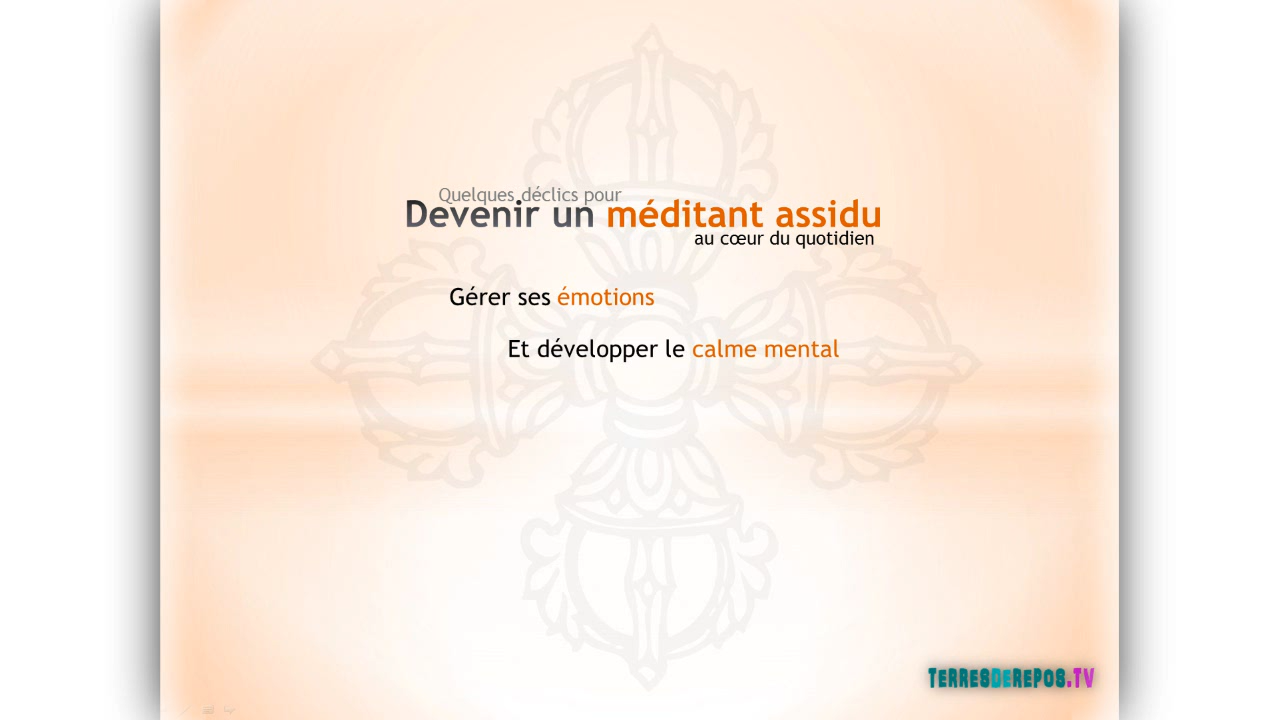 Quelques déclics pour
Devenir un méditant assidu
au cœur du quotidien
Gérer ses émotions
Et développer le calme mental
TERRESDEREPOS.TV